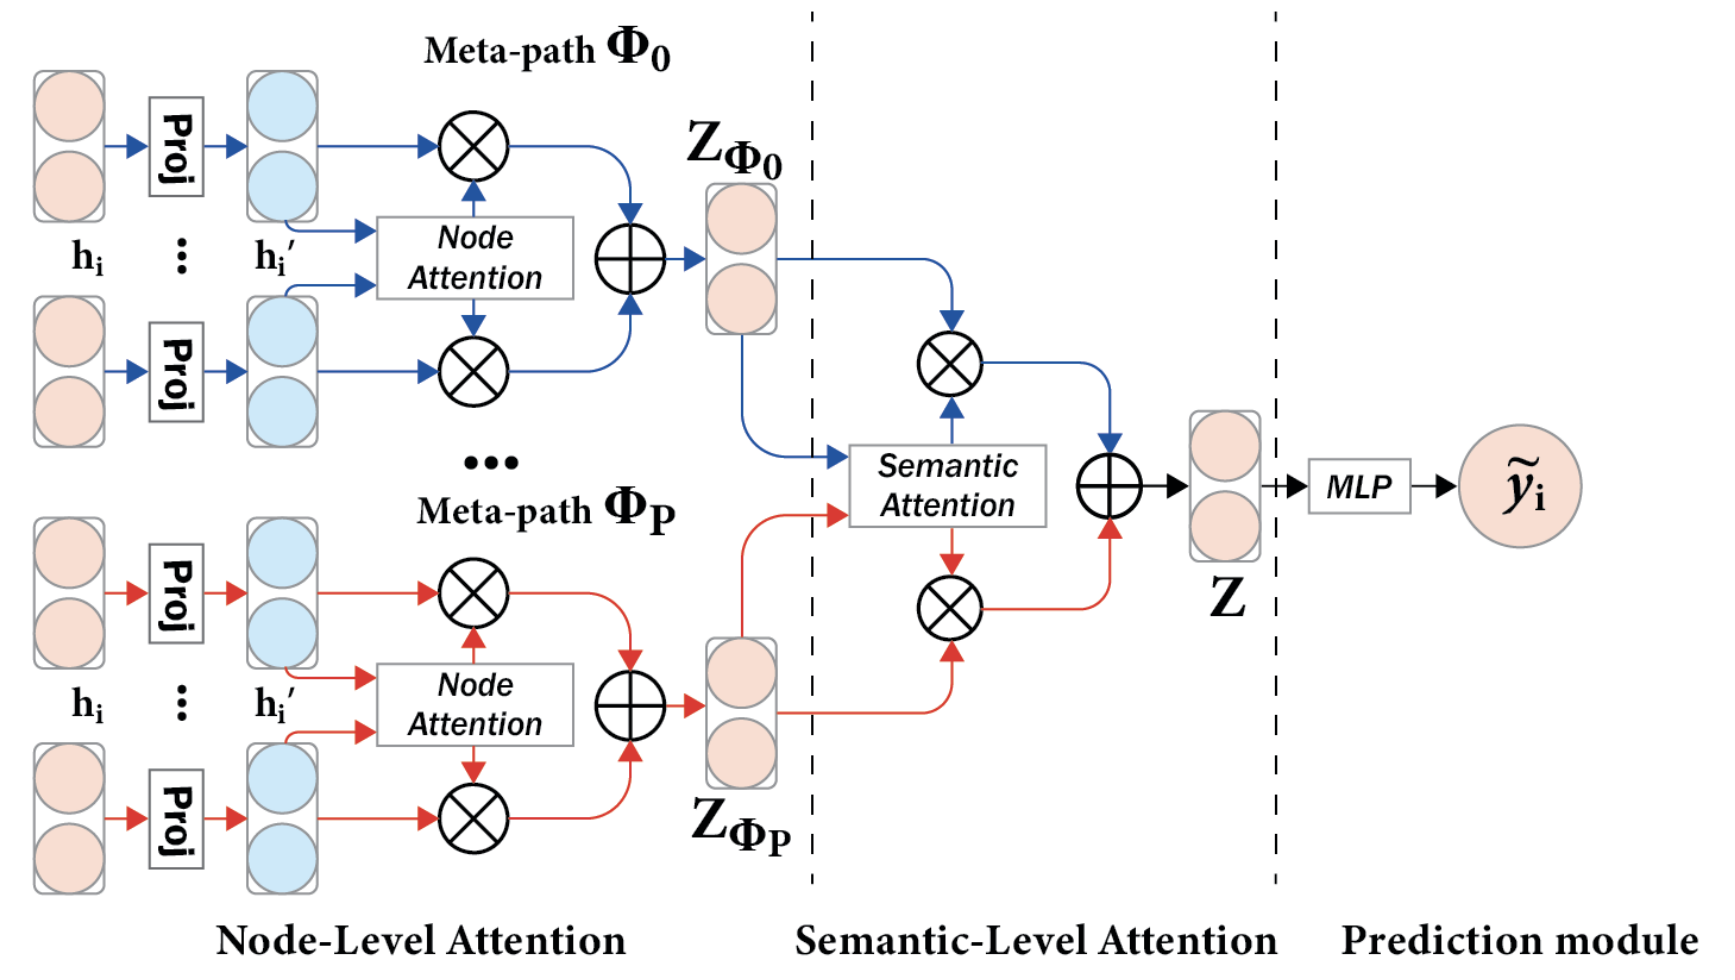 Meta-path Φ0
Proj
ZΦ0
hi
...
hi′
Node
Attention
Proj
...
Meta-path ΦP
Semantic
Attention
MLP
ỹi
Proj
Z
hi
...
hi′
Node
Attention
Proj
ZΦP
Node-Level Attention
Semantic-Level Attention
Prediction module